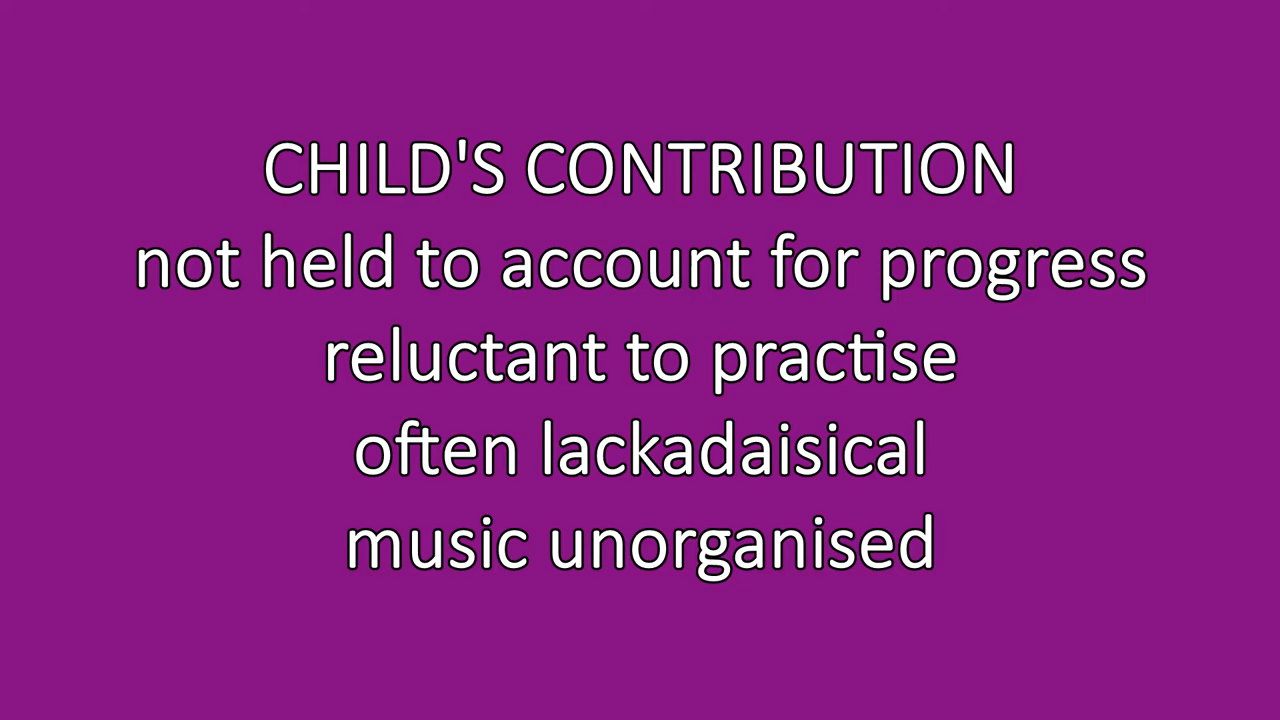 CHILD'S CONTRIBUTION
not held to account for progress
reluctant to practise
often lackadaisical
music unorganised